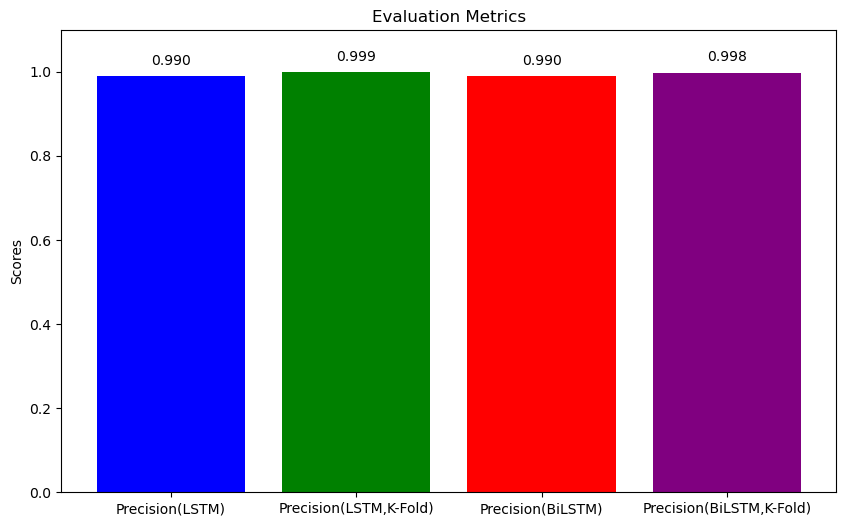 Evaluation Metrics
0.990
0.999
0.990
0.998
1.0
0.8
0.6
0.4
0.2
0.0
Scores
Precision(LSTM)
Precision(LSTM,K-Fold)
Precision(BiLSTM)
Precision(BiLSTM,K-Fold)